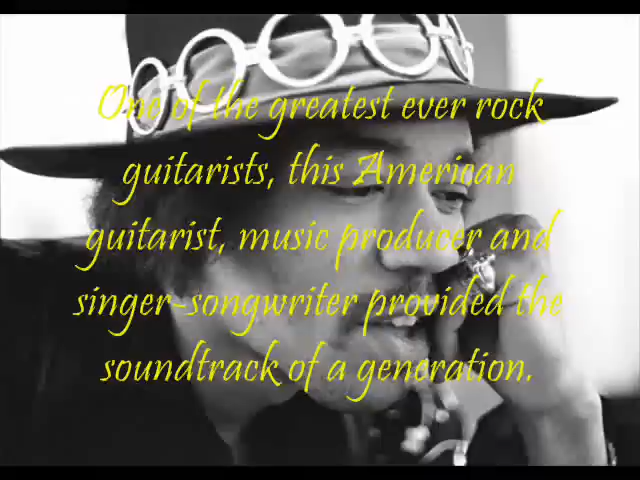 One of the greatest ever rock
guitarists, this American
guitarist, music producer and
singer-songwriter provided the
soundtrack of a generation.